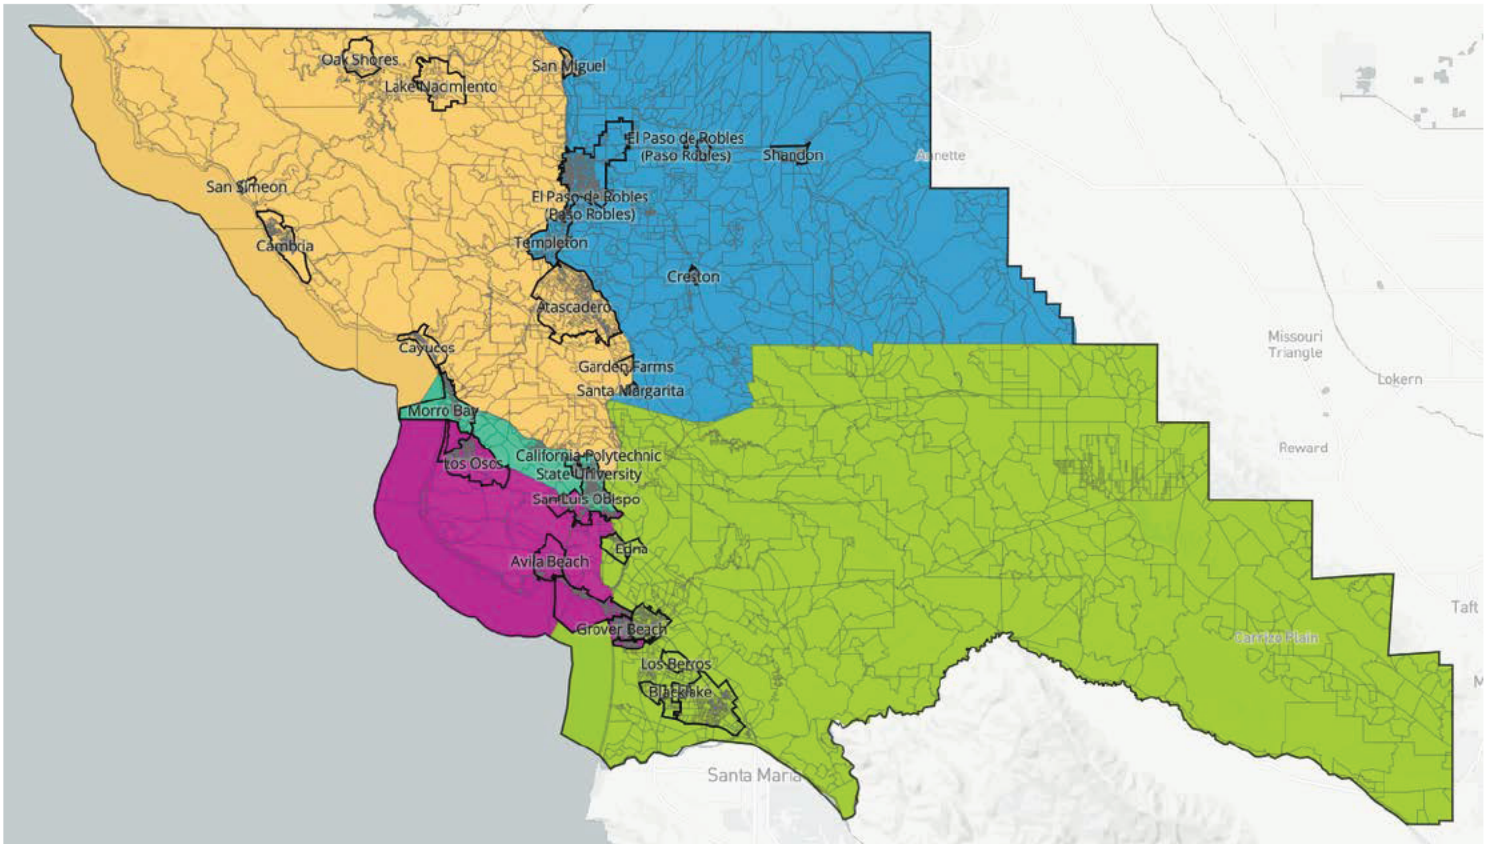 Oak Shores
San Miguel
Lake Nacimiento
El Paso de Robles
(Paso Robles)
Shandon
Annette
San Simeon
El Paso de Robles
(Paso Robles)
Cambria
Templeton
Creston
Atascadero
Cayucos
Missouri
Triangle
Garden Farms
Lokern
Santa Margarita
Morro Bay
Reward
California Polytechnic
State University
Los Osos
San Luis Obispo
Edna
Avila Beach
Taft
Grover Beach
Carrizo Plain
Los Berros
M
Blacklake
Santa Maria